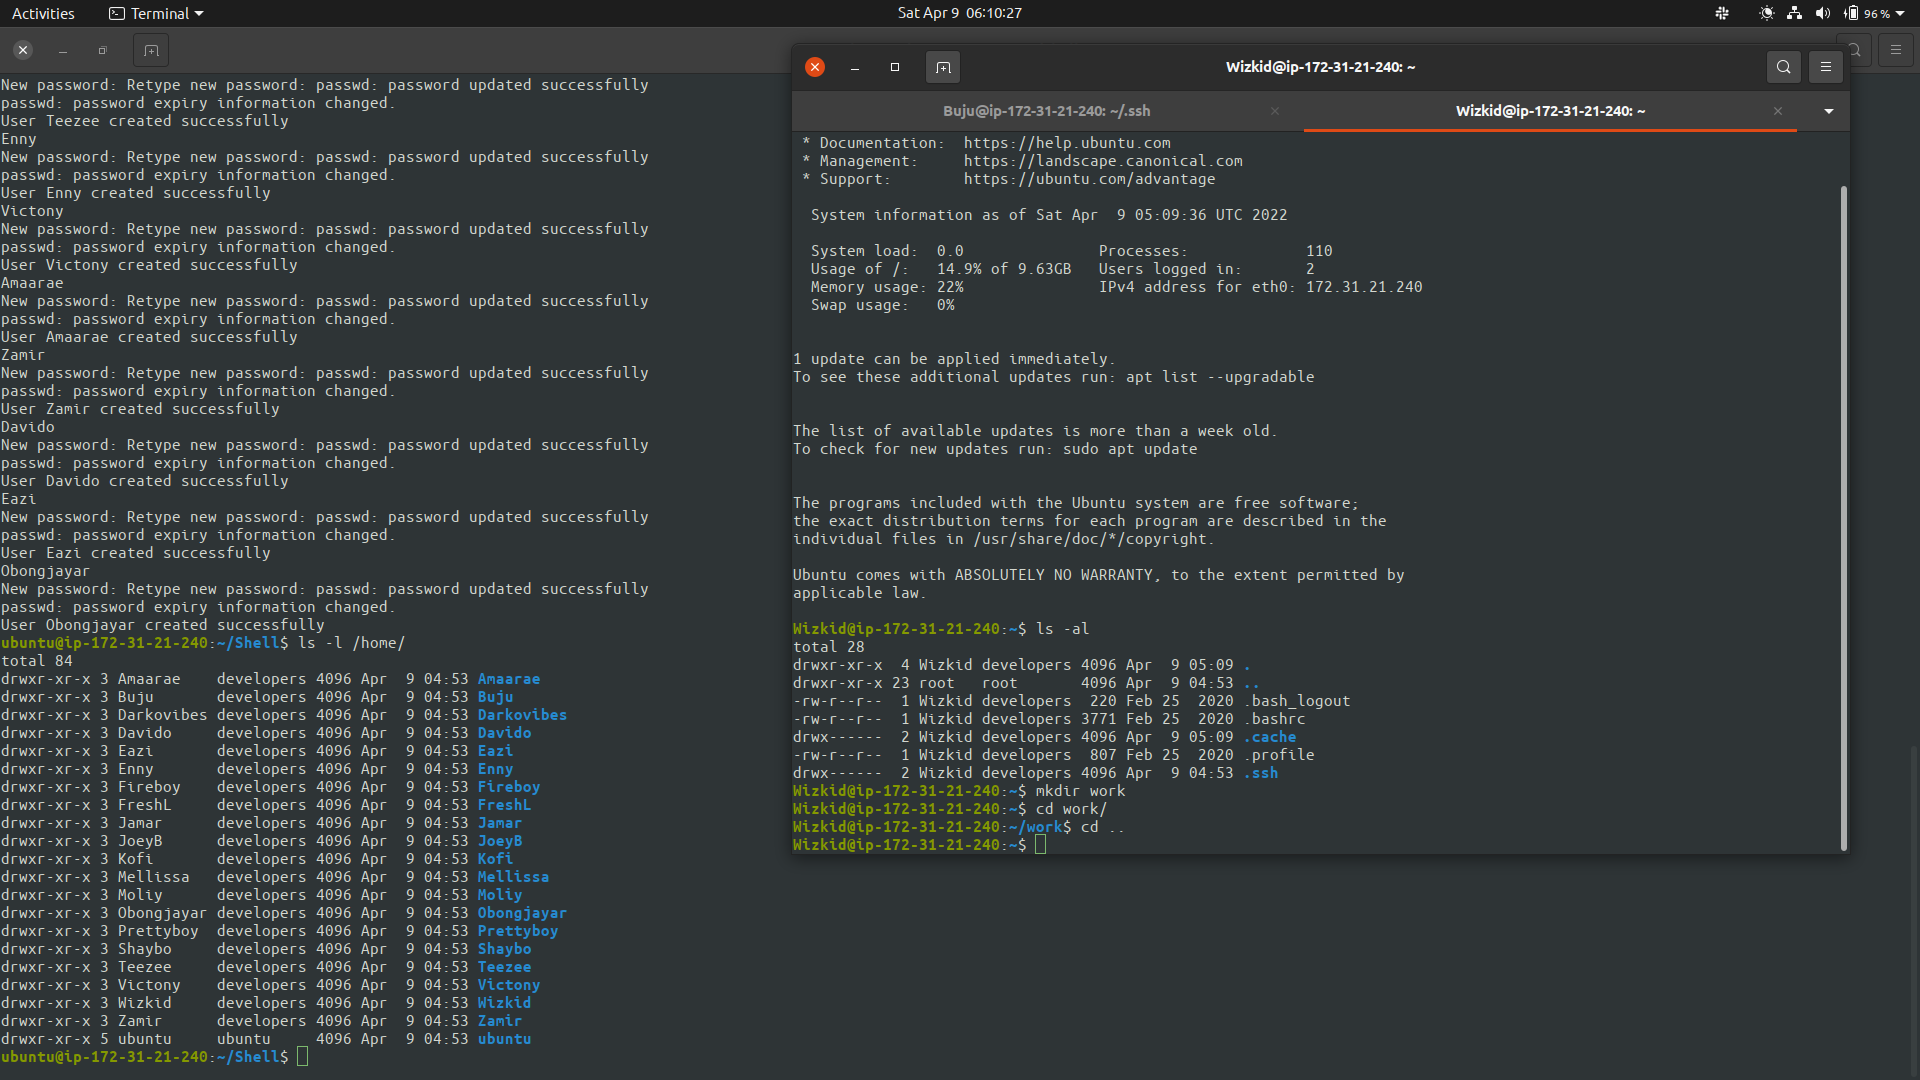 Activities Terminal Sat Apr 9 06:10:27 96 %
New password: Retype new password: passwd: password updated successfully
passwd: password expiry information changed.
User Teezee created successfully
Enny
New password: Retype new password: passwd: password updated successfully
passwd: password expiry information changed.
User Enny created successfully
Victony
New password: Retype new password: passwd: password updated successfully
passwd: password expiry information changed.
User Victony created successfully
Amaarae
New password: Retype new password: passwd: password updated successfully
passwd: password expiry information changed.
User Amaarae created successfully
Zamir
New password: Retype new password: passwd: password updated successfully
passwd: password expiry information changed.
User Zamir created successfully
Davido
New password: Retype new password: passwd: password updated successfully
passwd: password expiry information changed.
User Davido created successfully
Eazi
New password: Retype new password: passwd: password updated successfully
passwd: password expiry information changed.
User Eazi created successfully
Obongjayar
New password: Retype new password: passwd: password updated successfully
passwd: password expiry information changed.
User Obongjayar created successfully
ubuntu@ip-172-31-21-240:~/Shell$ ls -l /home/
total 84
drwxr-xr-x 3 Amaarae    developers 4096 Apr  9 04:53 Amaarae
drwxr-xr-x 3 Buju       developers 4096 Apr  9 04:53 Buju
drwxr-xr-x 3 Darkovibes developers 4096 Apr  9 04:53 Darkovibes
drwxr-xr-x 3 Davido     developers 4096 Apr  9 04:53 Davido
drwxr-xr-x 3 Eazi       developers 4096 Apr  9 04:53 Eazi
drwxr-xr-x 3 Enny       developers 4096 Apr  9 04:53 Enny
drwxr-xr-x 3 Fireboy    developers 4096 Apr  9 04:53 Fireboy
drwxr-xr-x 3 FreshL     developers 4096 Apr  9 04:53 FreshL
drwxr-xr-x 3 Jamar      developers 4096 Apr  9 04:53 Jamar
drwxr-xr-x 3 JoeyB      developers 4096 Apr  9 04:53 JoeyB
drwxr-xr-x 3 Kofi       developers 4096 Apr  9 04:53 Kofi
drwxr-xr-x 3 Mellissa   developers 4096 Apr  9 04:53 Mellissa
drwxr-xr-x 3 Moliy      developers 4096 Apr  9 04:53 Moliy
drwxr-xr-x 3 Obongjayar developers 4096 Apr  9 04:53 Obongjayar
drwxr-xr-x 3 Prettyboy  developers 4096 Apr  9 04:53 Prettyboy
drwxr-xr-x 3 Shaybo     developers 4096 Apr  9 04:53 Shaybo
drwxr-xr-x 3 Teezee     developers 4096 Apr  9 04:53 Teezee
drwxr-xr-x 3 Victony    developers 4096 Apr  9 04:53 Victony
drwxr-xr-x 3 Wizkid     developers 4096 Apr  9 04:53 Wizkid
drwxr-xr-x 3 Zamir      developers 4096 Apr  9 04:53 Zamir
drwxr-xr-x 5 ubuntu     ubuntu     4096 Apr  9 04:53 ubuntu
ubuntu@ip-172-31-21-240:~/Shell$
Wizkid@ip-172-31-21-240: ~
Buju@ip-172-31-21-240: ~/.ssh Wizkid@ip-172-31-21-240: ~
* Documentation:  https://help.ubuntu.com
* Management:     https://landscape.canonical.com
* Support:        https://ubuntu.com/advantage
System information as of Sat Apr  9 05:09:36 UTC 2022
System load:  0.0               Processes:             110
Usage of /:   14.9% of 9.63GB   Users logged in:       2
Memory usage: 22%               IPv4 address for eth0: 172.31.21.240
Swap usage:   0%
1 update can be applied immediately.
To see these additional updates run: apt list --upgradable
The list of available updates is more than a week old.
To check for new updates run: sudo apt update
The programs included with the Ubuntu system are free software;
the exact distribution terms for each program are described in the
individual files in /usr/share/doc/*/copyright.
Ubuntu comes with ABSOLUTELY NO WARRANTY, to the extent permitted by
applicable law.
Wizkid@ip-172-31-21-240:~$ ls -al
total 28
drwxr-xr-x  4 Wizkid developers 4096 Apr  9 05:09 .
drwxr-xr-x 23 root   root       4096 Apr  9 04:53 ..
-rw-r--r--  1 Wizkid developers  220 Feb 25  2020 .bash_logout
-rw-r--r--  1 Wizkid developers 3771 Feb 25  2020 .bashrc
drwx------  2 Wizkid developers 4096 Apr  9 05:09 .cache
-rw-r--r--  1 Wizkid developers  807 Feb 25  2020 .profile
drwx------  2 Wizkid developers 4096 Apr  9 04:53 .ssh
Wizkid@ip-172-31-21-240:~$ mkdir work
Wizkid@ip-172-31-21-240:~$ cd work/
Wizkid@ip-172-31-21-240:~/work$ cd ..
Wizkid@ip-172-31-21-240:~$